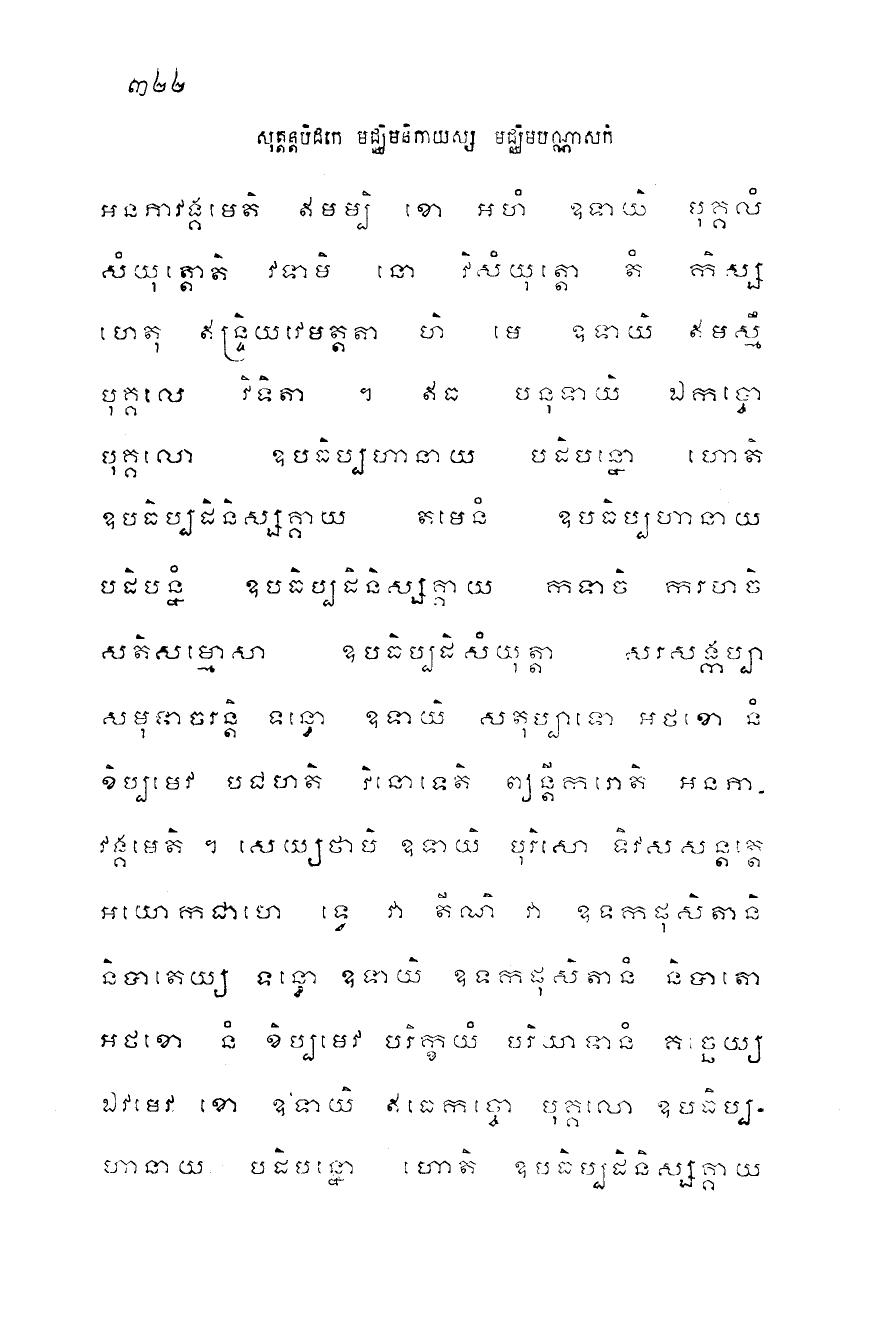 ៣២២
សុត្តន្តបិដកេ មជ្ឈិមនិកាយស្ស មជ្ឈិមបណ្ណាសកំ
អនភាវង្គមេតិ ឥមម្បិ ខោ អហំ ឧទាយិ បុគ្គលំ
សំយុត្តោតិ វទាមិ នោ វិសំយុត្តោ តំ កិស្ស
ហេតុ ឥន្ទ្រិយវេមត្តតា ហិ មេ ឧទាយិ ឥមស្មឹ
បុគ្គលេ វិទិតា ។ ឥធ បនុទាយិ ឯកច្ចោ
បុគ្គលោ ឧបធិប្បហានាយ បដិបន្នោ ហោតិ
ឧបធិប្បដិនិស្សគ្គាយ តមេនំ ឧបធិប្បហានាយ
បដិបន្នំ ឧបធិប្បដិនិស្សគ្គាយ កទាចិ ករហចិ
សតិសម្មោសា ឧបធិប្បដិសំយុត្តា សរសង្កប្បា
សមុទាចរន្តិ ទន្ធោ ឧទាយិ សតុប្បាទោ អថខោ នំ
ខិប្បមេវ បជហតិ វិនោទេតិ ព្យន្តីករោតិ អនភា-
វង្គមេតិ ។ សេយ្យថាបិ ឧទាយិ បុរិសោ ទិវសសន្តត្តេ
អយោកដាហេ ទ្វេ វា តីណិ វា ឧទកផុសិតានិ
និបាតេយ្យ ទន្ធោ ឧទាយិ ឧទកផុសិតានំ និបាតោ
អថខោ នំ ខិប្បមេវ បរិក្ខយំ បរិយាទានំ គច្ឆេយ្យ
ឯវមេវ ខោ ឧទាយិ ឥធេកច្ចោ បុគ្គលោ ឧបធិប្ប-
ហានាយ បដិបន្នោ ហោតិ ឧបធិប្បដិនិស្សគ្គាយ